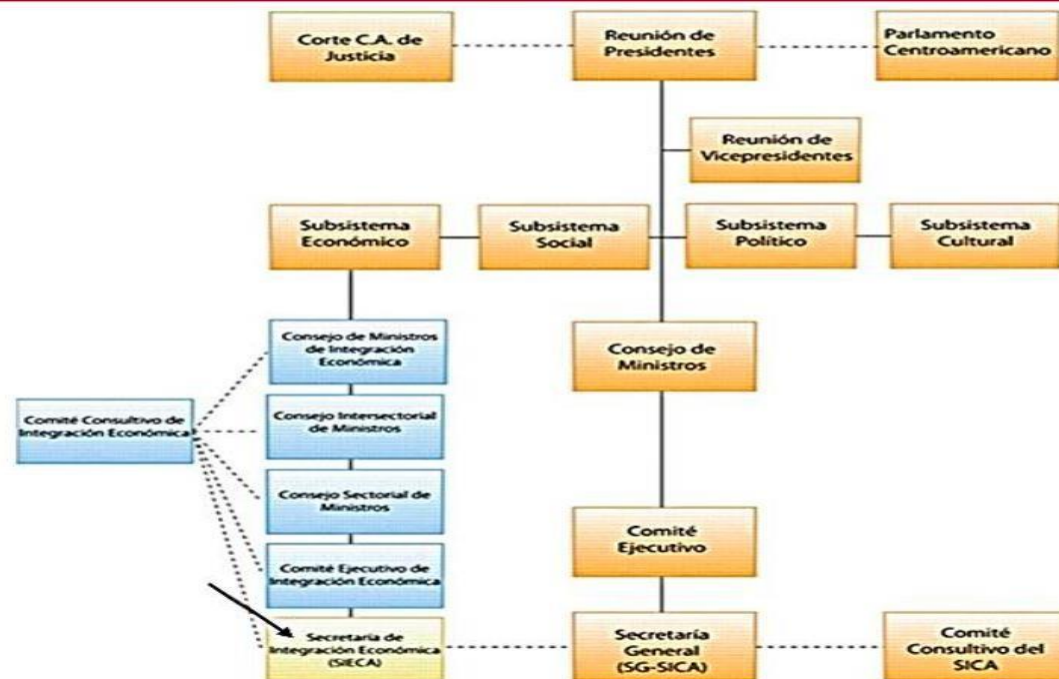 Corte C.A. de
Justicia
Reunión de
Presidentes
Parlamento
Centroamericano
Reunión de
Vicepresidentes
Subsistema
Económico
Subsistema
Social
Subsistema
Político
Subsistema
Cultural
Consejo de Ministros
de Integración
Económica
Consejo de
Ministros
Comité Consultivo de
Integración Económica
Consejo Intersectorial
de Ministros
Consejo Sectorial de
Ministros
Comité Ejecutivo de
Integración Económica
Comité
Ejecutivo
Secretaría de
Integración Económica
(SIECA)
Secretaría
General
(SG-SICA)
Comité
Consultivo del
SICA